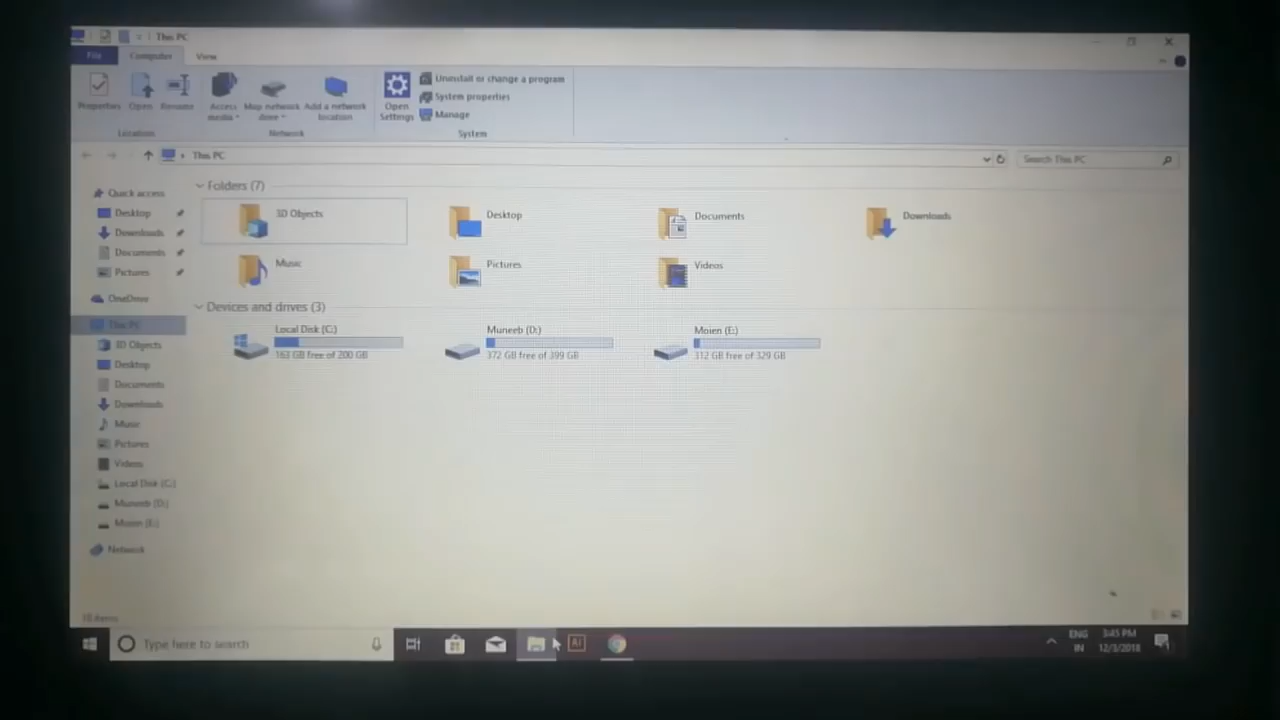 This PC
File Computer View
Properties Open Rename Access media Map network drive Add a network location Open Settings
Uninstall or change a program
System properties
Manage
Location Network System
This PC
Search This PC
Quick access
Desktop
Downloads
Documents
Pictures
OneDrive
This PC
3D Objects
Desktop
Documents
Downloads
Music
Pictures
Videos
Local Disk (C:)
Muneeb (D:)
Moien (E:)
Network
Folders (7)
3D Objects
Desktop
Documents
Downloads
Music
Pictures
Videos
Devices and drives (3)
Local Disk (C:)
163 GB free of 200 GB
Muneeb (D:)
372 GB free of 399 GB
Moien (E:)
312 GB free of 329 GB
10 items
Type here to search
Ai
ENG
IN
3:45 PM
12/3/2018